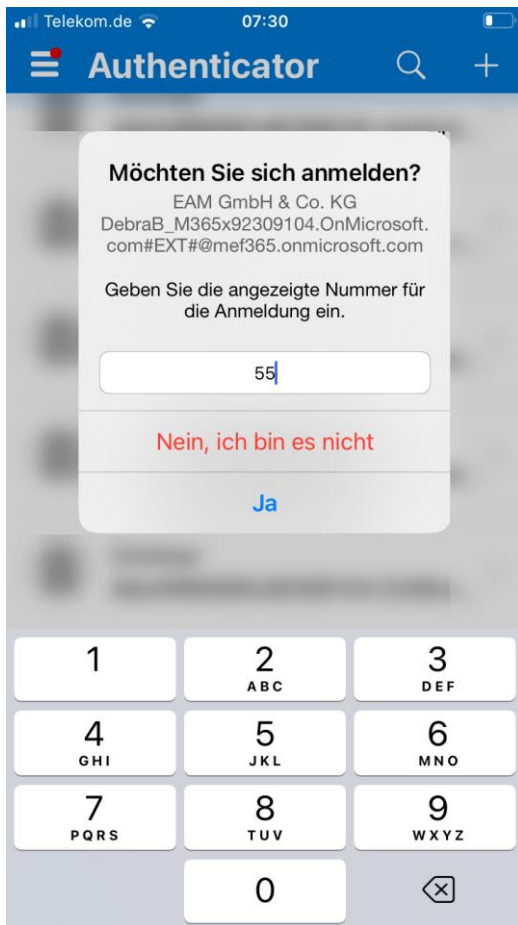 Telekom.de 07:30
Authenticator
Möchten Sie sich anmelden?
EAM GmbH & Co. KG
DebraB_M365x92309104.OnMicrosoft.
com#EXT#@mef365.onmicrosoft.com
Geben Sie die angezeigte Nummer für
die Anmeldung ein.
55
Nein, ich bin es nicht
Ja
1 2 3
ABC DEF
4 5 6
GHI JKL MNO
7 8 9
PQRS TUV WXYZ
0